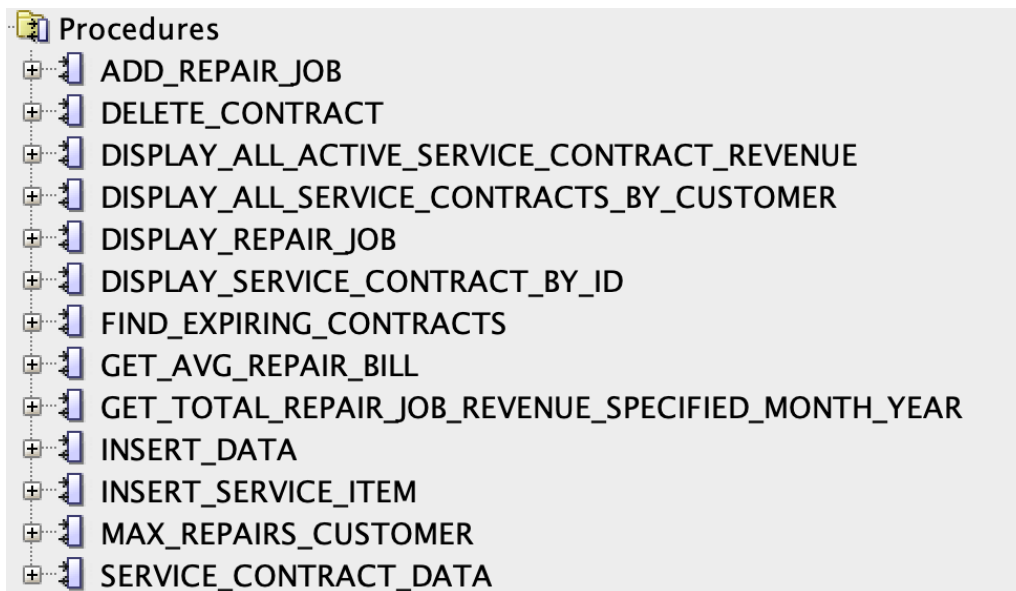 Procedures
ADD_REPAIR_JOB
DELETE_CONTRACT
DISPLAY_ALL_ACTIVE_SERVICE_CONTRACT_REVENUE
DISPLAY_ALL_SERVICE_CONTRACTS_BY_CUSTOMER
DISPLAY_REPAIR_JOB
DISPLAY_SERVICE_CONTRACT_BY_ID
FIND_EXPIRING_CONTRACTS
GET_AVG_REPAIR_BILL
GET_TOTAL_REPAIR_JOB_REVENUE_SPECIFIED_MONTH_YEAR
INSERT_DATA
INSERT_SERVICE_ITEM
MAX_REPAIRS_CUSTOMER
SERVICE_CONTRACT_DATA